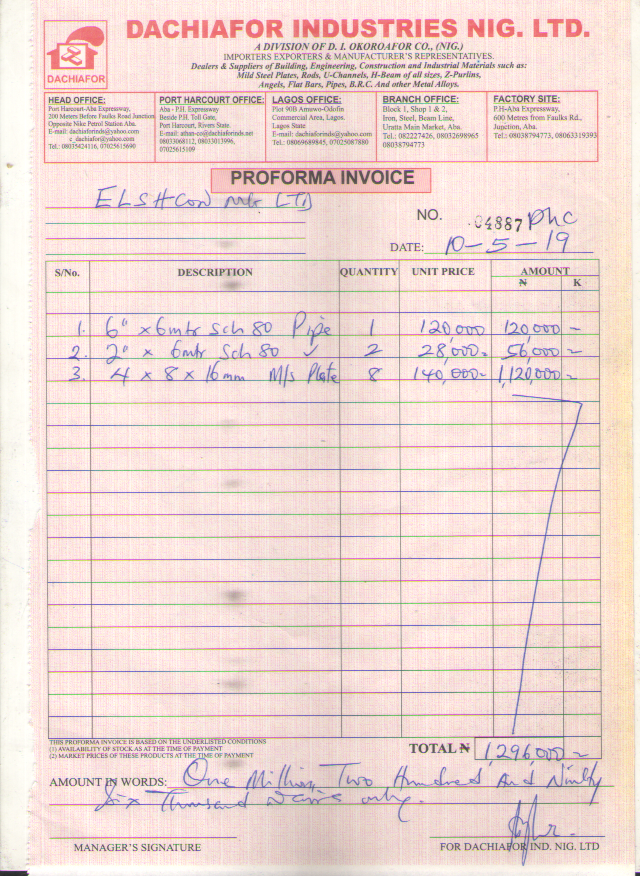 DACHIAFOR INDUSTRIES NIG. LTD.
DACHIAFOR
A DIVISION OF D. I. OKOROAFOR CO., (NIG.)
IMPORTERS EXPORTERS & MANUFACTURER'S REPRESENTATIVES.
Dealers & Suppliers of Building, Engineering, Construction and Industrial Materials such as:
Mild Steel Plates, Rods, U-Channels, H-Beam of all sizes, Z-Purlins,
Angels, Flat Bars, Pipes, B.R.C. And other Metal Alloys.
HEAD OFFICE:
Port Harcourt-Aba Expressway,
200 Meters Before Faulks Road Junction
Opposite Nike Petrol Station Aba.
E-mail: dachiaforinds@yahoo.com
c_dachiafor@yahoo.com
Tel.: 08035424116, 07025615690
PORT HARCOURT OFFICE:
Aba - P.H. Expressway
Beside P.H. Toll Gate,
Port Harcourt, Rivers State.
E-mail: athan-co@dachiaforinds.net
08033068112, 08033013996,
07025615109
LAGOS OFFICE:
Plot 90B Amuwo-Odofin
Commercial Area, Lagos.
Lagos State
E-mail: dachiaforinds@yahoo.com
Tel.: 08069689845, 07025087880
BRANCH OFFICE:
Block 1, Shop 1 & 2,
Iron, Steel, Beam Line,
Uratta Main Market, Aba.
Tel.: 082227426, 08032698965
08038794773
FACTORY SITE:
P.H-Aba Expressway,
600 Metres from Faulks Rd.,
Junction, Aba.
Tel:: 08038794773, 08063319393
PROFORMA INVOICE
ELSHCON LTD
NO. 04887 Phc
DATE: 10-5-19
S/No. DESCRIPTION QUANTITY UNIT PRICE AMOUNT
₦ K
1. 6" x 6mtr Sch 80 Pipe 1 120,000 120,000=
2. 2" x 6mtr Sch 80 ✓ 2 28,000= 56,000=
3. 4 x 8 x 16mm M/s Plate 8 140,000= 1,120,000=
THIS PROFORMA INVOICE IS BASED ON THE UNDERLISTED CONDITIONS
(1) AVAILABILITY OF STOCK AS AT THE TIME OF PAYMENT
(2) MARKET PRICES OF THESE PRODUCTS AT THE TIME OF PAYMENT
TOTAL ₦ 1,296,000=
AMOUNT IN WORDS: One Million Two Hundred And Ninty
Six Thousand Naira only.
MANAGER'S SIGNATURE
FOR DACHIAFOR IND. NIG. LTD